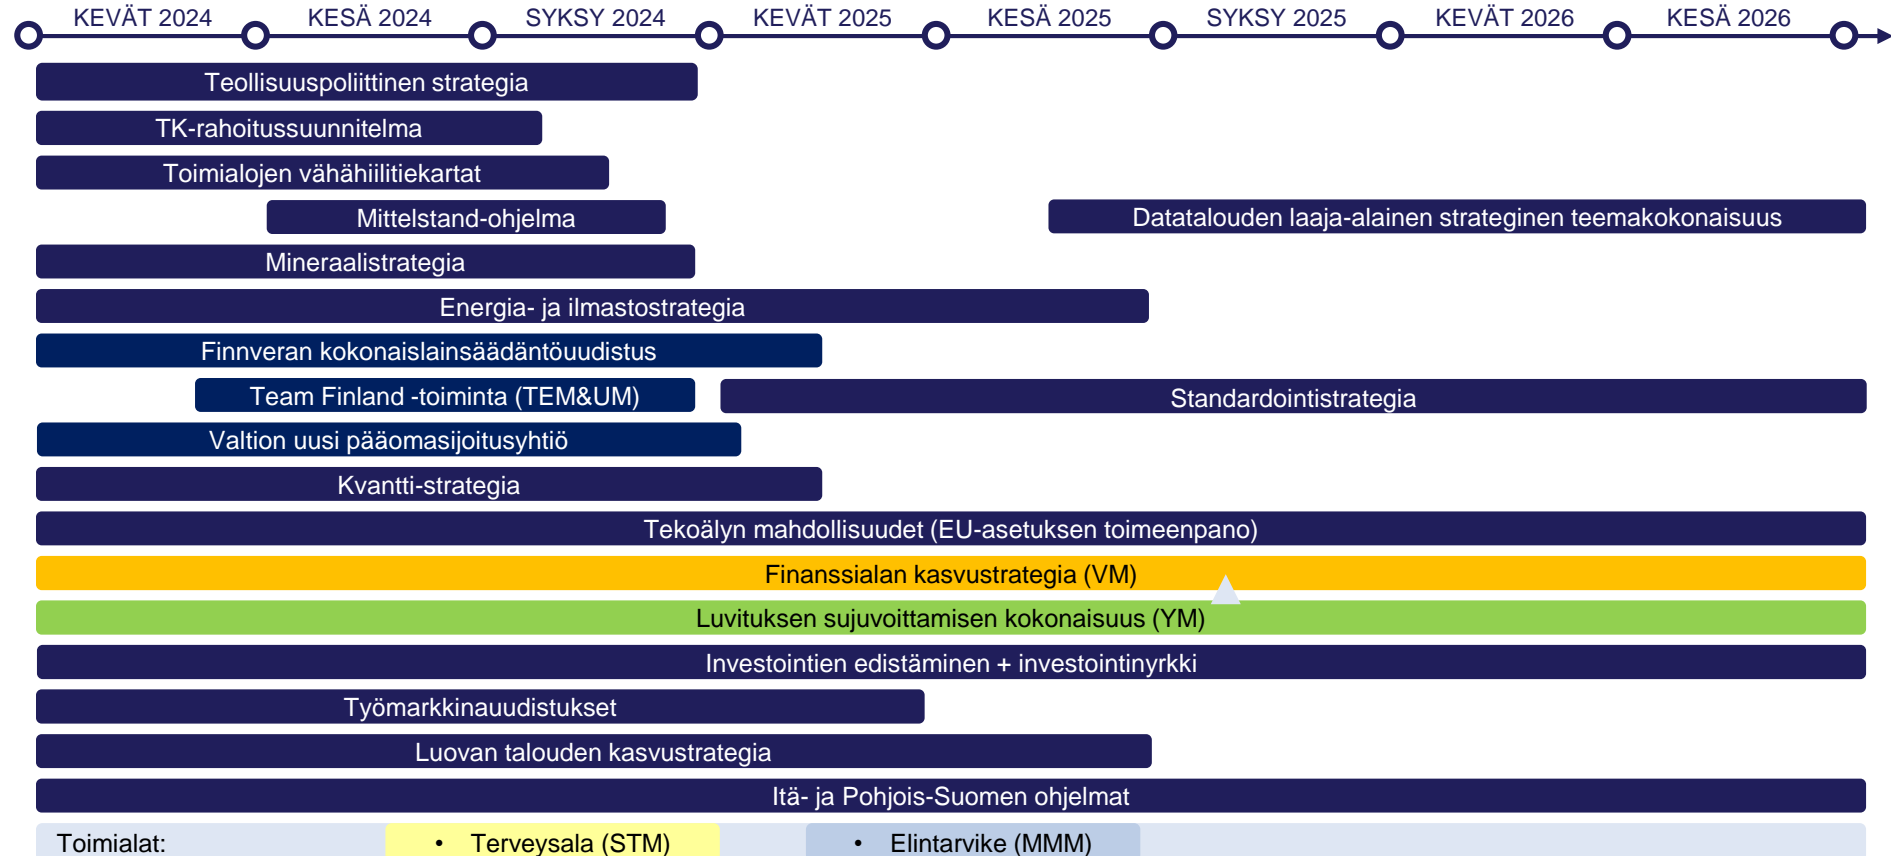 KEVÄT 2024 KESÄ 2024 SYKSY 2024 KEVÄT 2025 KESÄ 2025 SYKSY 2025 KEVÄT 2026 KESÄ 2026
Teollisuuspoliittinen strategia
TK-rahoitussuunnitelma
Toimialojen vähähiilitiekartat
Mittelstand-ohjelma Datatalouden laaja-alainen strateginen teemakokonaisuus
Mineraalistrategia
Energia- ja ilmastostrategia
Finnveran kokonaislainsäädäntöuudistus
Team Finland -toiminta (TEM&UM) Standardointistrategia
Valtion uusi pääomasijoitusyhtiö
Kvantti-strategia
Tekoälyn mahdollisuudet (EU-asetuksen toimeenpano)
Finanssialan kasvustrategia (VM)
Luvituksen sujuvoittamisen kokonaisuus (YM)
Investointien edistäminen + investointinyrkki
Työmarkkinauudistukset
Luovan talouden kasvustrategia
Itä- ja Pohjois-Suomen ohjelmat
Toimialat: • Terveysala (STM) • Elintarvike (MMM)